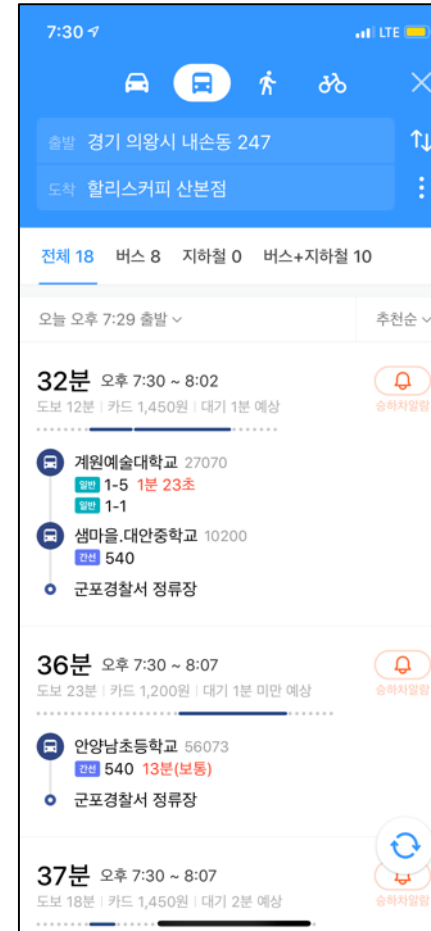 7:30 LTE
출발 경기 의왕시 내손동 247
도착 할리스커피 산본점
전체 18 버스 8 지하철 0 버스+지하철 10
오늘 오후 7:29 출발 추천순
32분 오후 7:30 ~ 8:02
도보 12분 | 카드 1,450원 | 대기 1분 예상 승하차알람
계원예술대학교 27070
일반 1-5 1분 23초
일반 1-1
샘마을.대안중학교 10200
간선 540
군포경찰서 정류장
36분 오후 7:30 ~ 8:07
도보 23분 | 카드 1,200원 | 대기 1분 미만 예상 승하차알람
안양남초등학교 56073
간선 540 13분(보통)
군포경찰서 정류장
37분 오후 7:30 ~ 8:07
도보 18분 | 카드 1,450원 | 대기 2분 예상 승하차알람